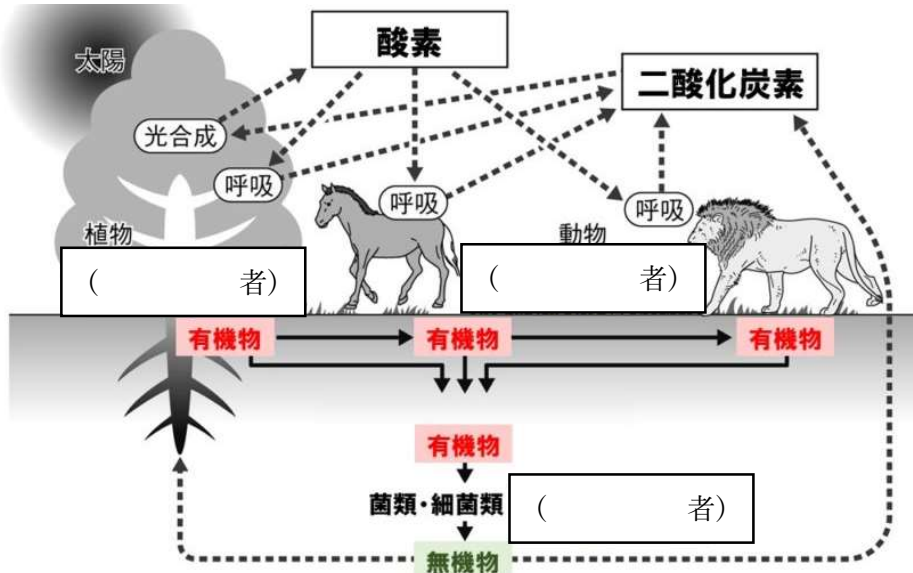 太陽
酸素
二酸化炭素
光合成
呼吸
呼吸
呼吸
植物
動物
(　　　者)
(　　　者)
有機物
有機物
有機物
有機物
菌類・細菌類
(　　　者)
無機物